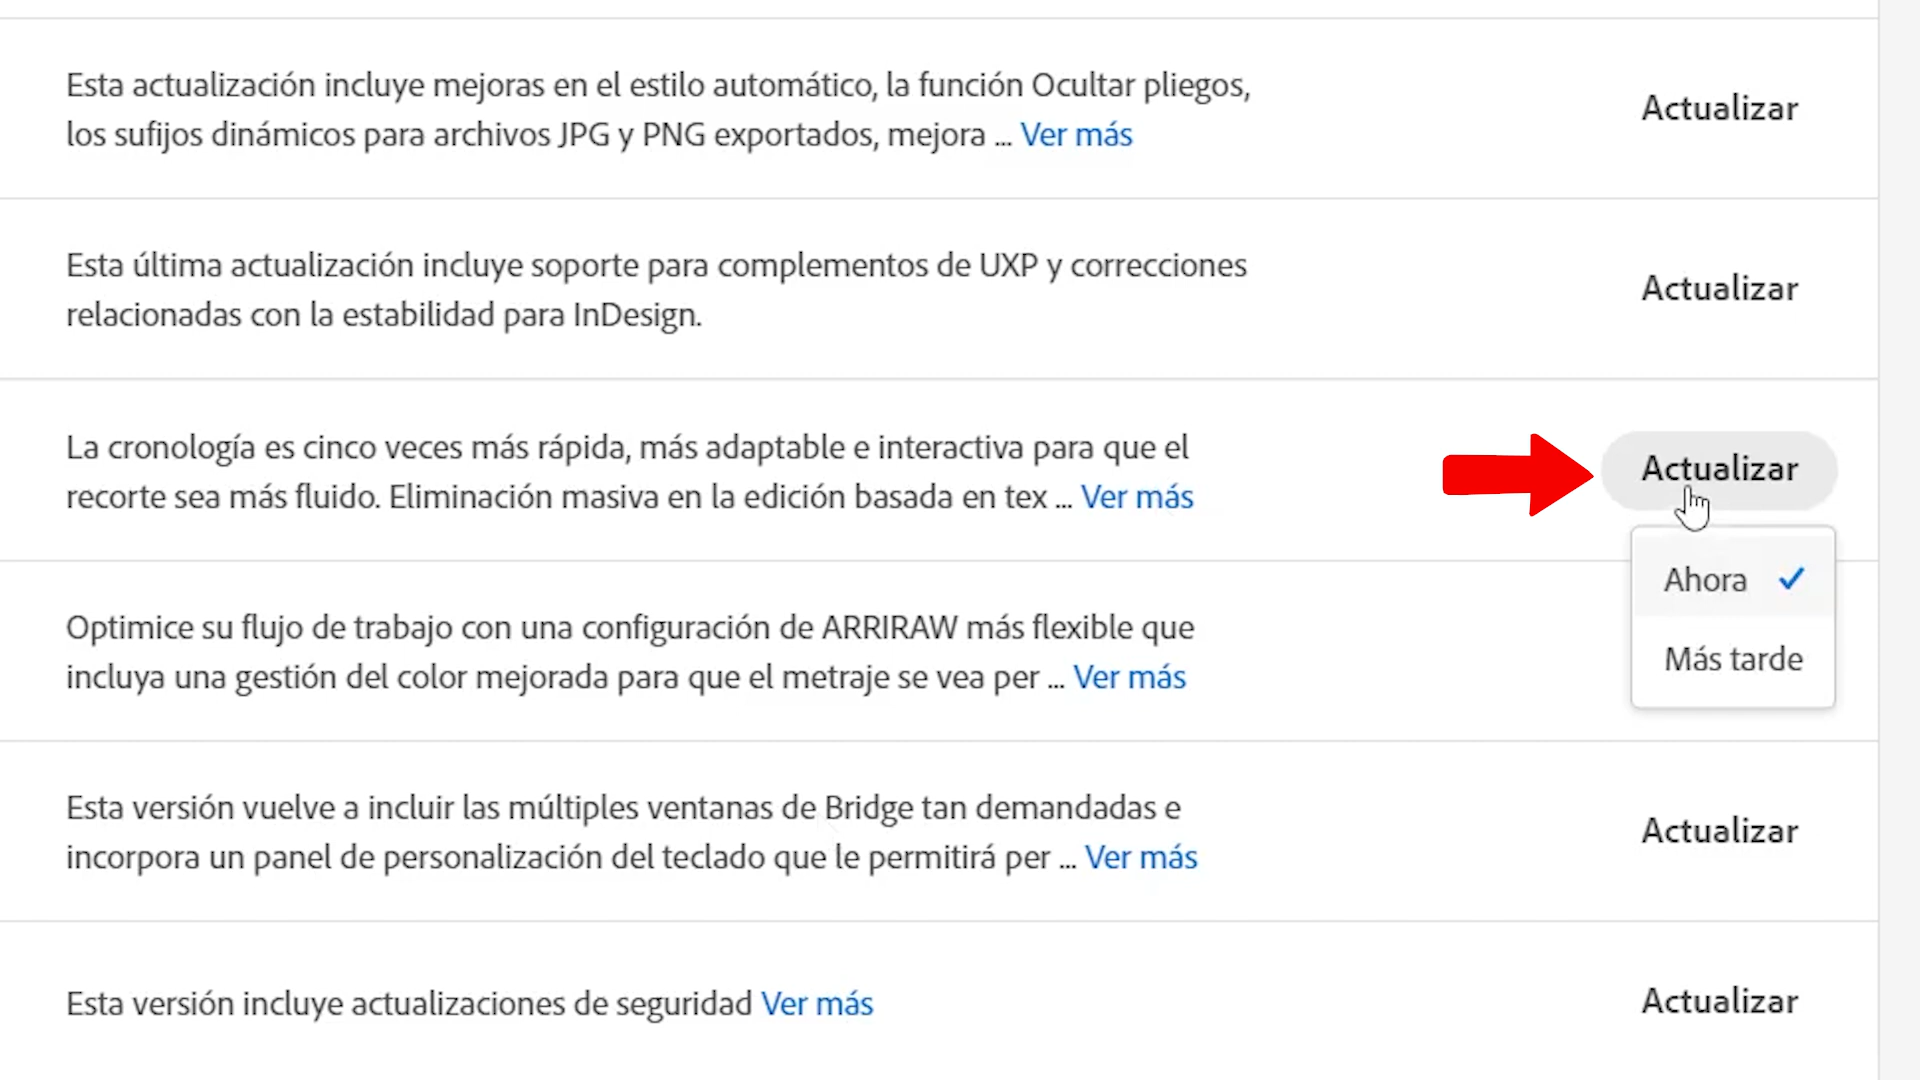 Esta actualización incluye mejoras en el estilo automático, la función Ocultar pliegos,
los sufijos dinámicos para archivos JPG y PNG exportados, mejora ... Ver más
Actualizar
Esta última actualización incluye soporte para complementos de UXP y correcciones
relacionadas con la estabilidad para InDesign.
Actualizar
La cronología es cinco veces más rápida, más adaptable e interactiva para que el
recorte sea más fluido. Eliminación masiva en la edición basada en tex ... Ver más
Actualizar
Ahora
Más tarde
Optimice su flujo de trabajo con una configuración de ARRIRAW más flexible que
incluya una gestión del color mejorada para que el metraje se vea per ... Ver más
Esta versión vuelve a incluir las múltiples ventanas de Bridge tan demandadas e
incorpora un panel de personalización del teclado que le permitirá per ... Ver más
Actualizar
Esta versión incluye actualizaciones de seguridad Ver más
Actualizar